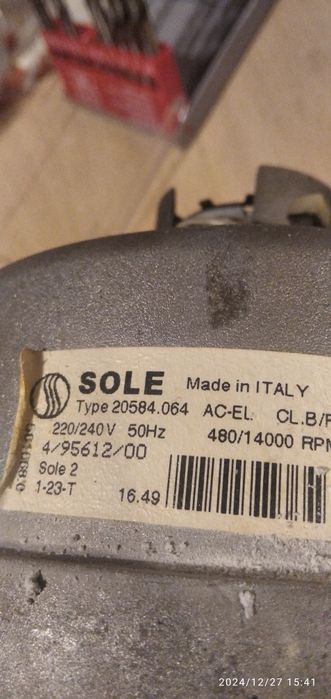 SOLE Made in ITALY
Type 20584.064 AC-EL. CL.B/F
220/240V 50Hz 480/14000 RPM
4/95612/00
Sole 2
1-23-T 16.49
2024/12/27 15:41